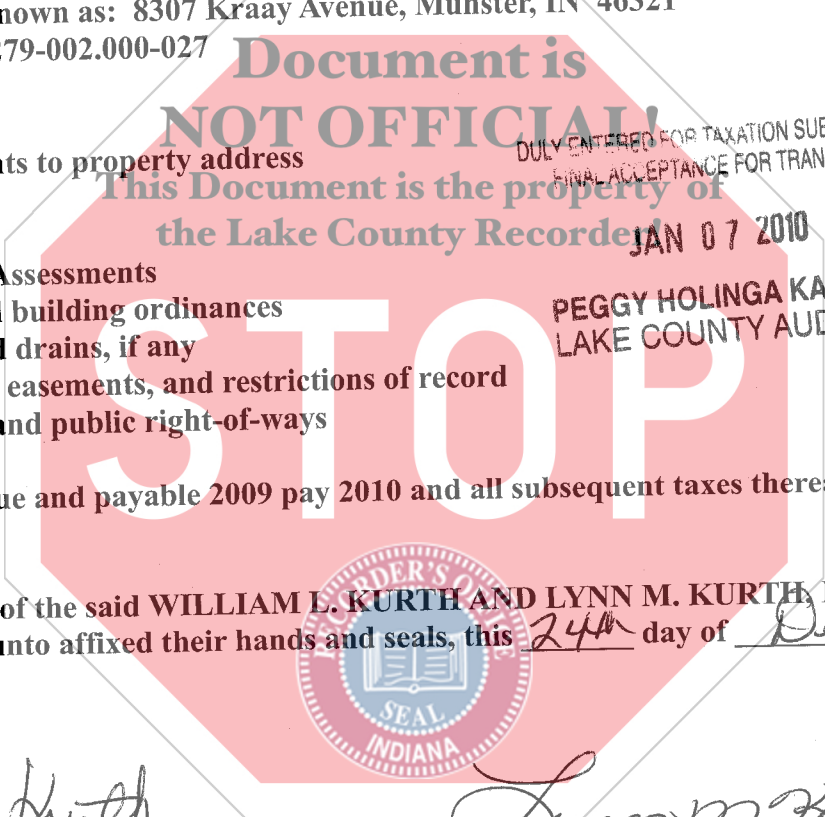 nown as: 8307 Kraay Avenue, Munster, IN 46321
279-002.000-027
Document is
NOT OFFICIAL!
nts to property address
DULY ENTERED FOR TAXATION SUB
FINAL ACCEPTANCE FOR TRAN
This Document is the property of
the Lake County Recorder!
JAN 07 2010
Assessments
building ordinances
PEGGY HOLINGA KA
LAKE COUNTY AUD
d drains, if any
easements, and restrictions of record
and public right-of-ways
STOP
ue and payable 2009 pay 2010 and all subsequent taxes there
of the said WILLIAM L. KURTH AND LYNN M. KURTH,
unto affixed their hands and seals, this 24th day of
RECORDER'S OFFICE
SEAL
INDIANA
Kurth